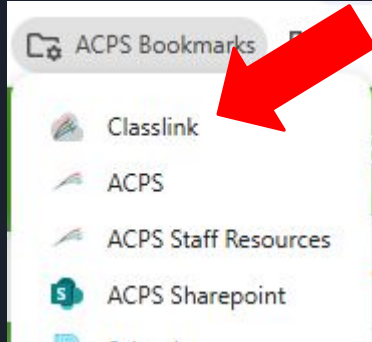 ACPS Bookmarks
Classlink
ACPS
ACPS Staff Resources
ACPS Sharepoint